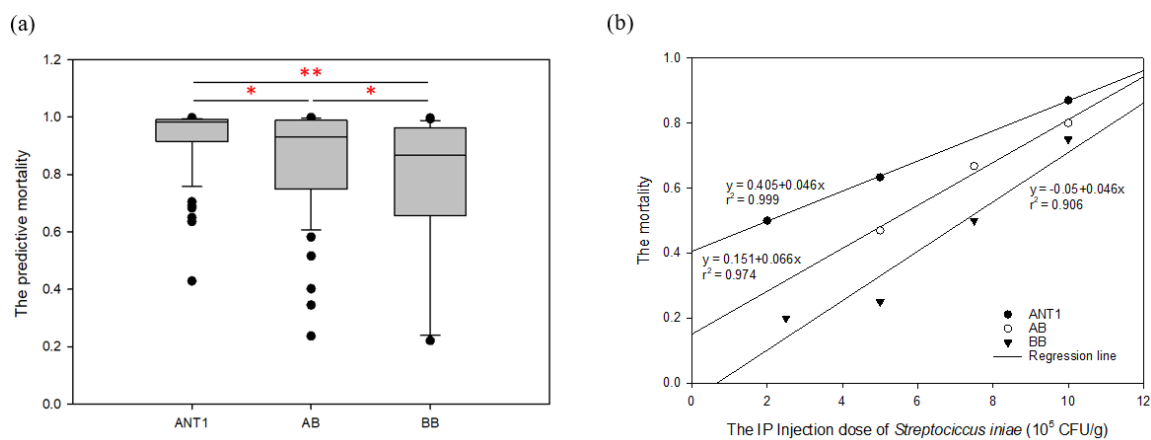 (a)
The predictive mortality
1.2
1.0
0.8
0.6
0.4
0.2
0.0
**
*
*
ANT1
AB
BB
(b)
The mortality
1.0
0.8
0.6
0.4
0.2
0.0
y = 0.405+0.046x
r² = 0.999
y = -0.05+0.046x
r² = 0.906
y = 0.151+0.066x
r² = 0.974
ANT1
AB
BB
Regression line
0
2
4
6
8
10
12
The IP Injection dose of Streptociccus iniae (10⁵ CFU/g)